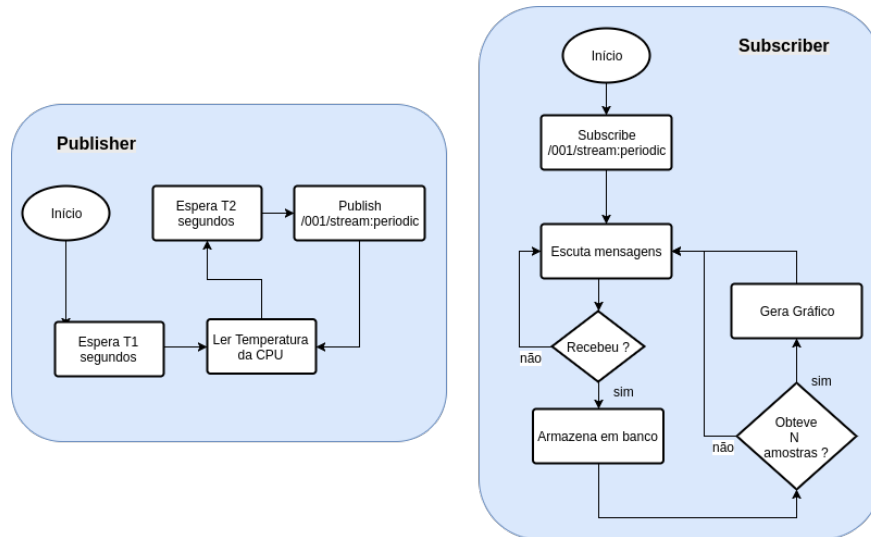 Publisher
Início
Espera T2
segundos
Publish
/001/stream:periodic
Espera T1
segundos
Ler Temperatura
da CPU
Subscriber
Início
Subscribe
/001/stream:periodic
Escuta mensagens
Gera Gráfico
Recebeu ?
não
sim
sim
Armazena em banco
Obteve
N
amostras ?
não